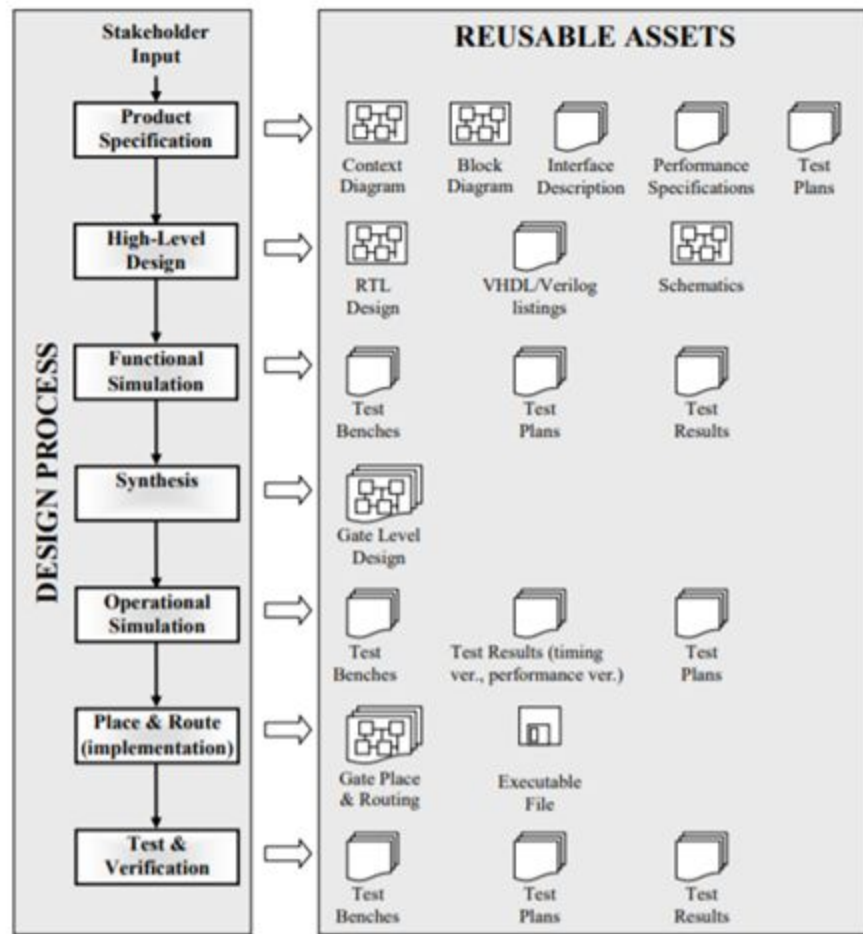 Stakeholder
Input
REUSABLE ASSETS
DESIGN PROCESS
Product
Specification
Context
Diagram
Block
Diagram
Interface
Description
Performance
Specifications
Test
Plans
High-Level
Design
RTL
Design
VHDL/Verilog
listings
Schematics
Functional
Simulation
Test
Benches
Test
Plans
Test
Results
Synthesis
Gate Level
Design
Operational
Simulation
Test
Benches
Test Results (timing
ver., performance ver.)
Test
Plans
Place & Route
(implementation)
Gate Place
& Routing
Executable
File
Test &
Verification
Test
Benches
Test
Plans
Test
Results